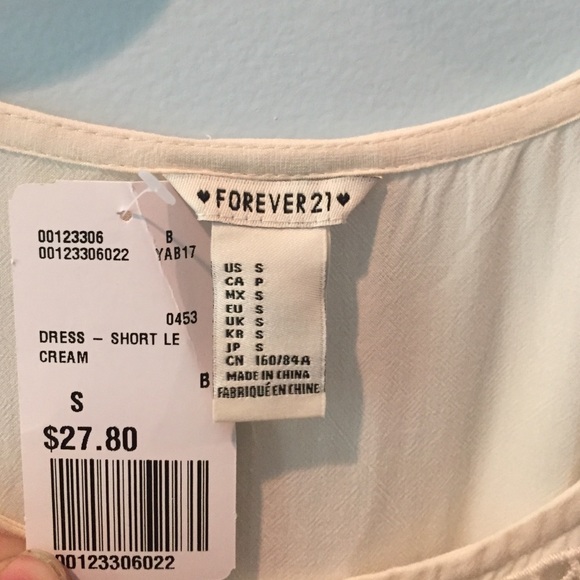 ♥ FOREVER 21 ♥
US S
CA P
MX S
EU S
UK S
KR S
JP S
CN 160/84A
MADE IN CHINA
FABRIQUÉ EN CHINE
00123306 B
00123306022 YAB17
0453
DRESS – SHORT LE
CREAM
B
S
$27.80
00123306022